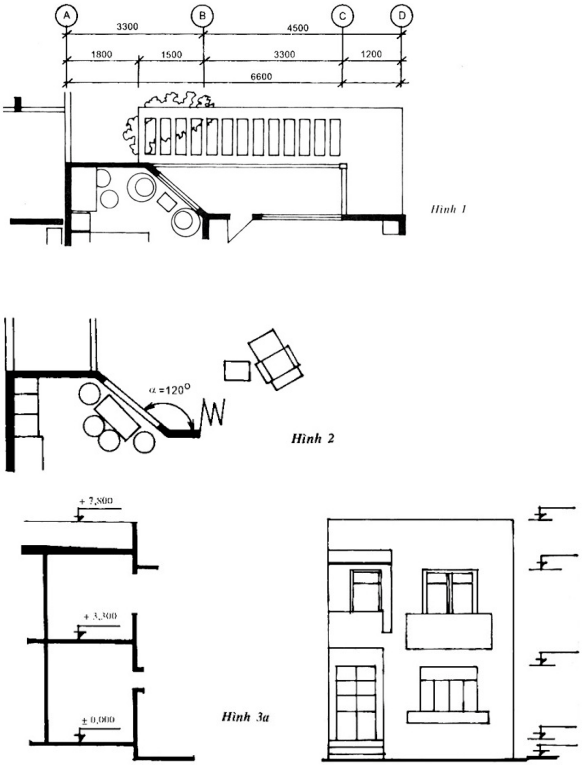 A B C D
3300 4500
1800 1500 3300 1200
6600
Hình 1
α =120°
Hình 2
+ 7,800
+ 3,300
± 0,000
Hình 3a